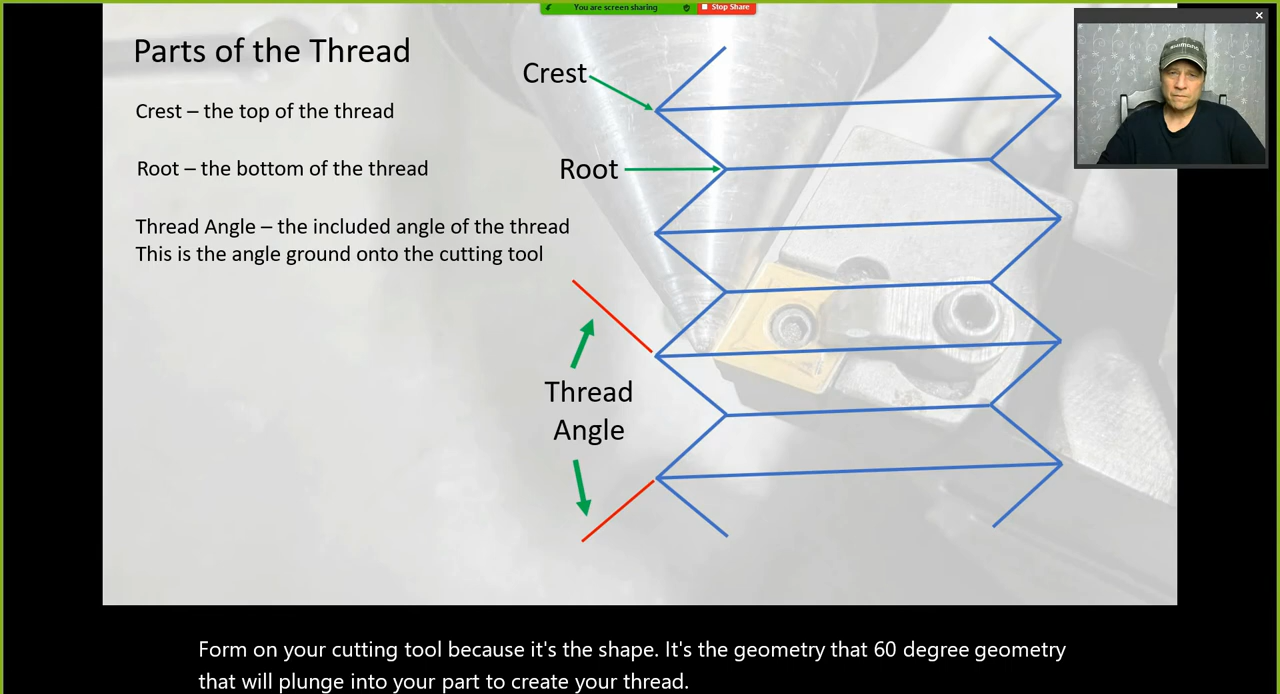 You are screen sharing
Stop Share
Parts of the Thread
Crest – the top of the thread
Root – the bottom of the thread
Thread Angle – the included angle of the thread
This is the angle ground onto the cutting tool
Crest
Root
Thread
Angle
Form on your cutting tool because it's the shape. It's the geometry that 60 degree geometry
that will plunge into your part to create your thread.